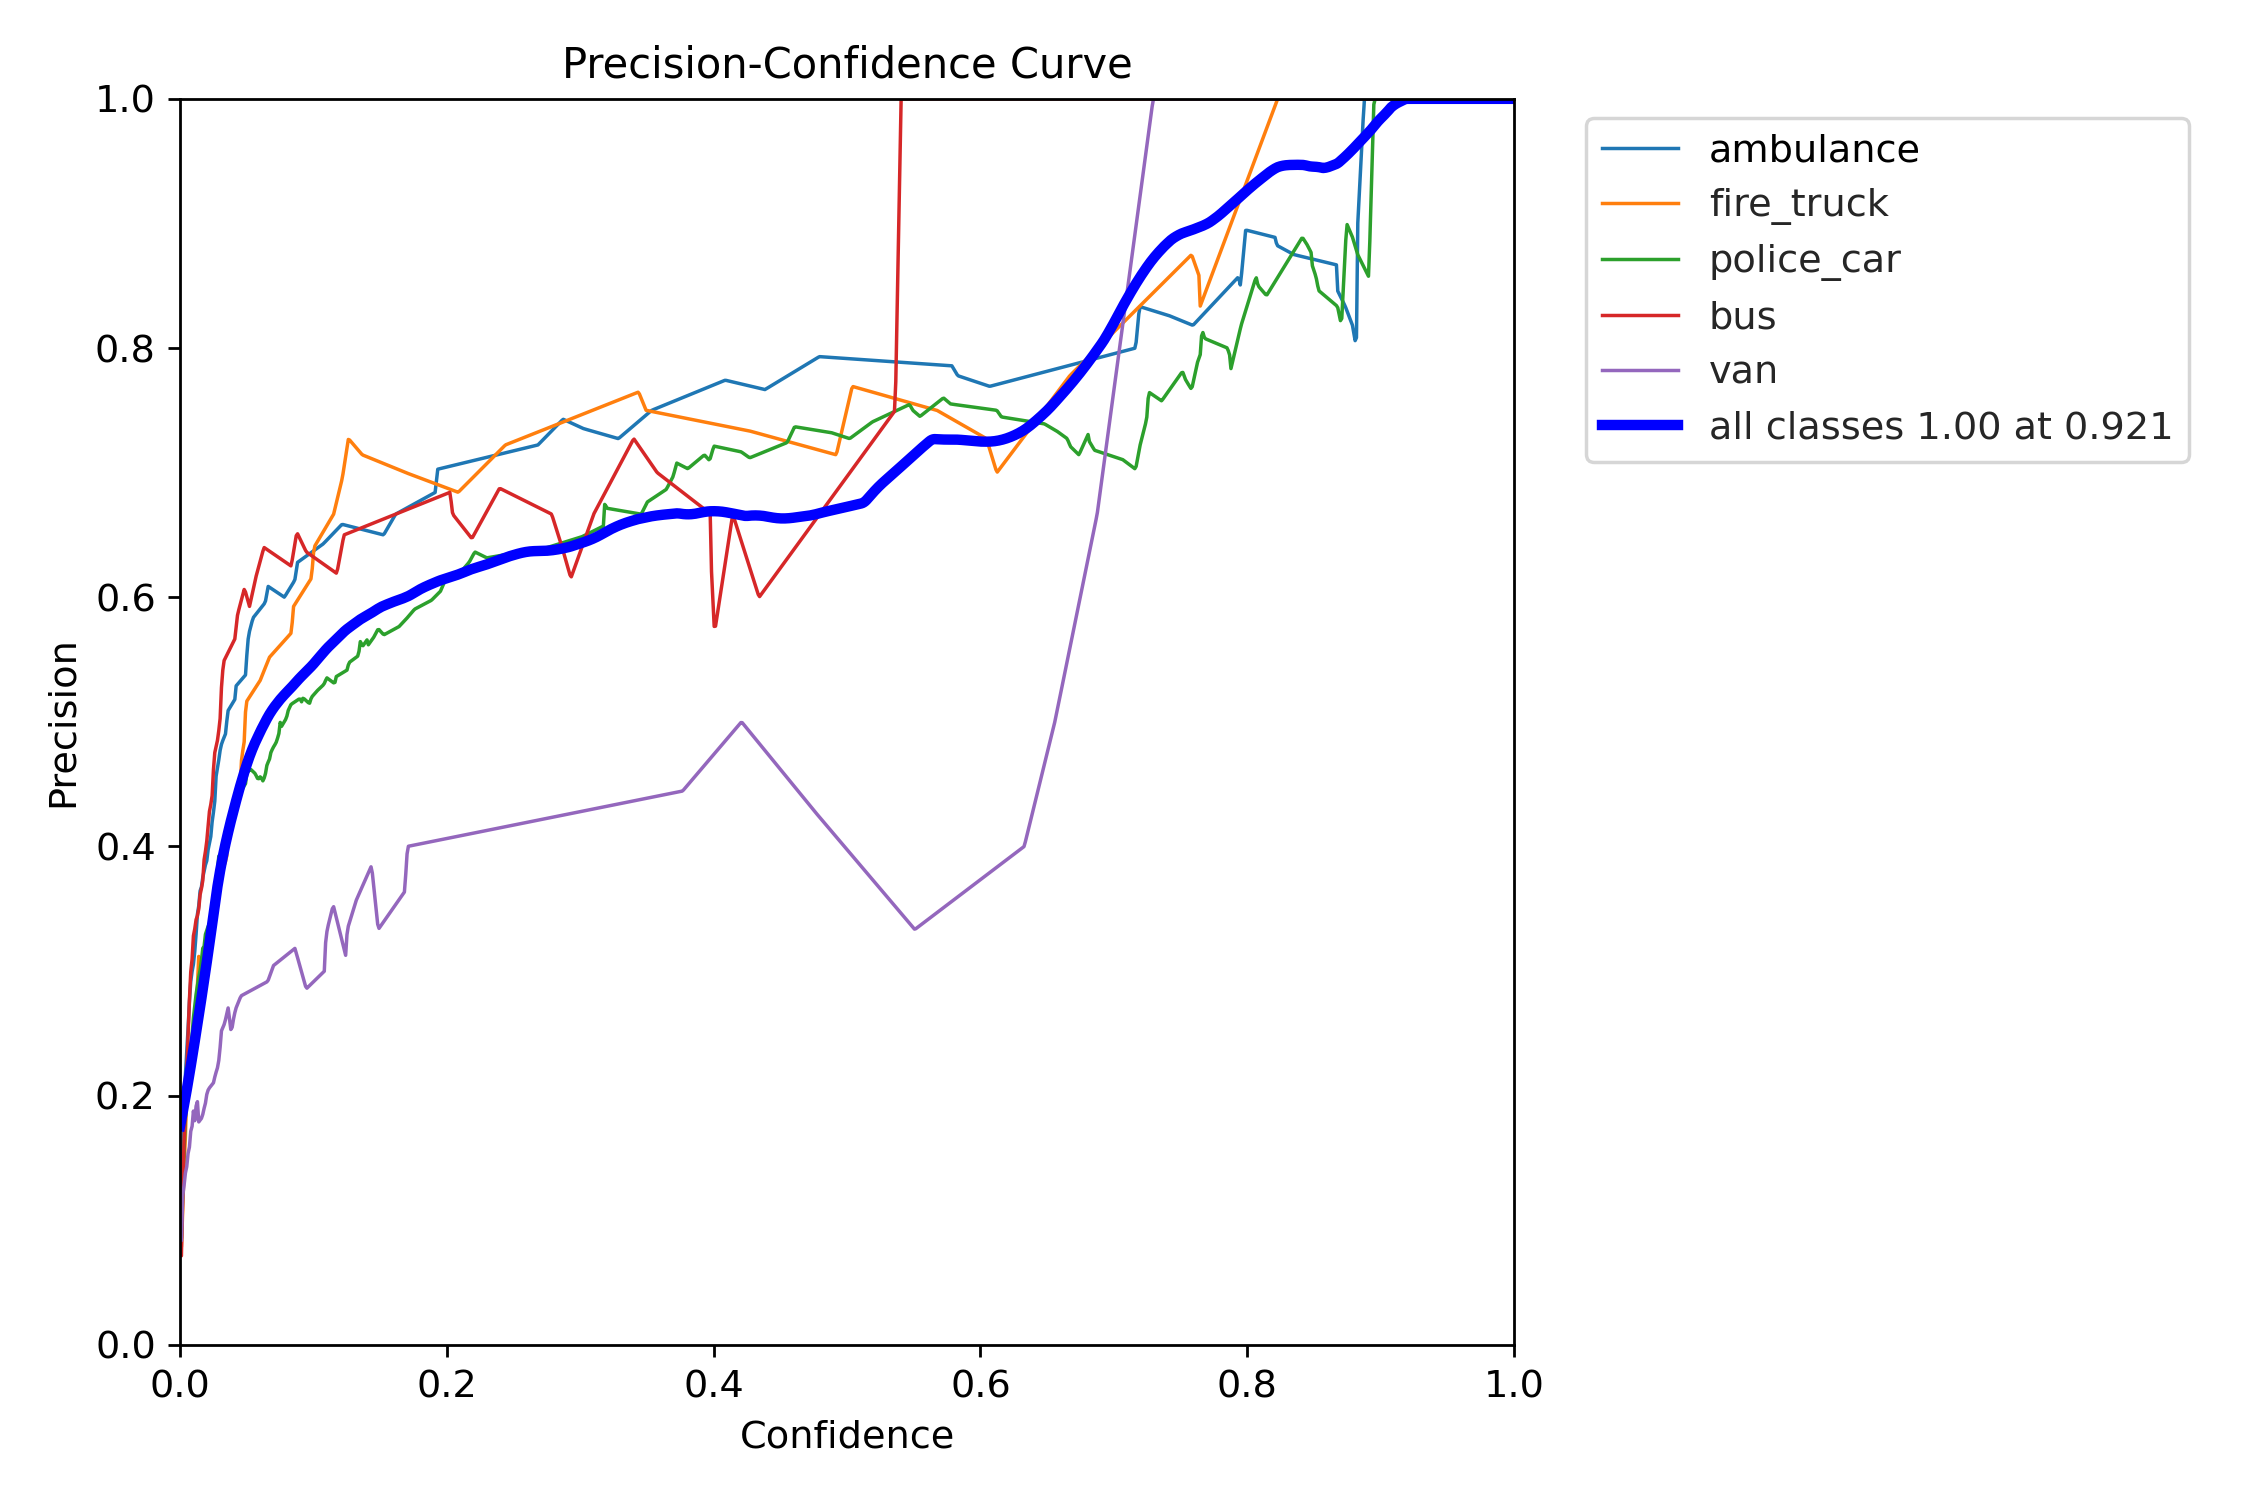 Precision-Confidence Curve
1.0
0.8
0.6
0.4
0.2
0.0
Precision
0.0 0.2 0.4 0.6 0.8 1.0
Confidence
ambulance
fire_truck
police_car
bus
van
all classes 1.00 at 0.921